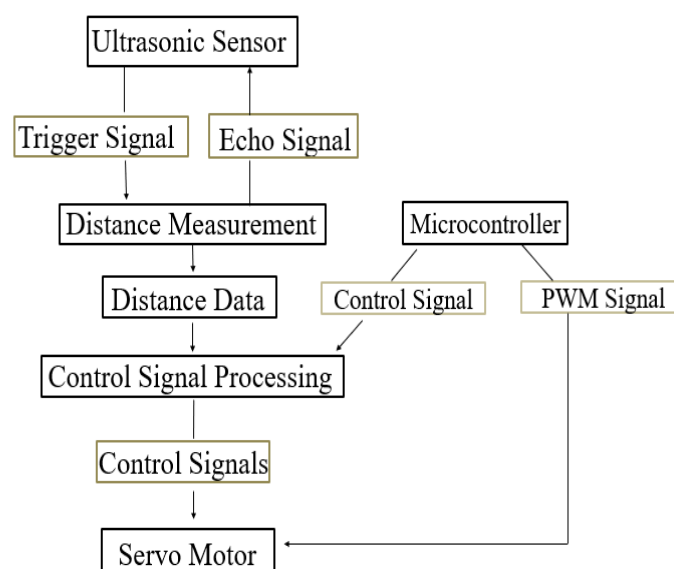 Ultrasonic Sensor
Trigger Signal
Echo Signal
Distance Measurement
Microcontroller
Distance Data
Control Signal
PWM Signal
Control Signal Processing
Control Signals
Servo Motor